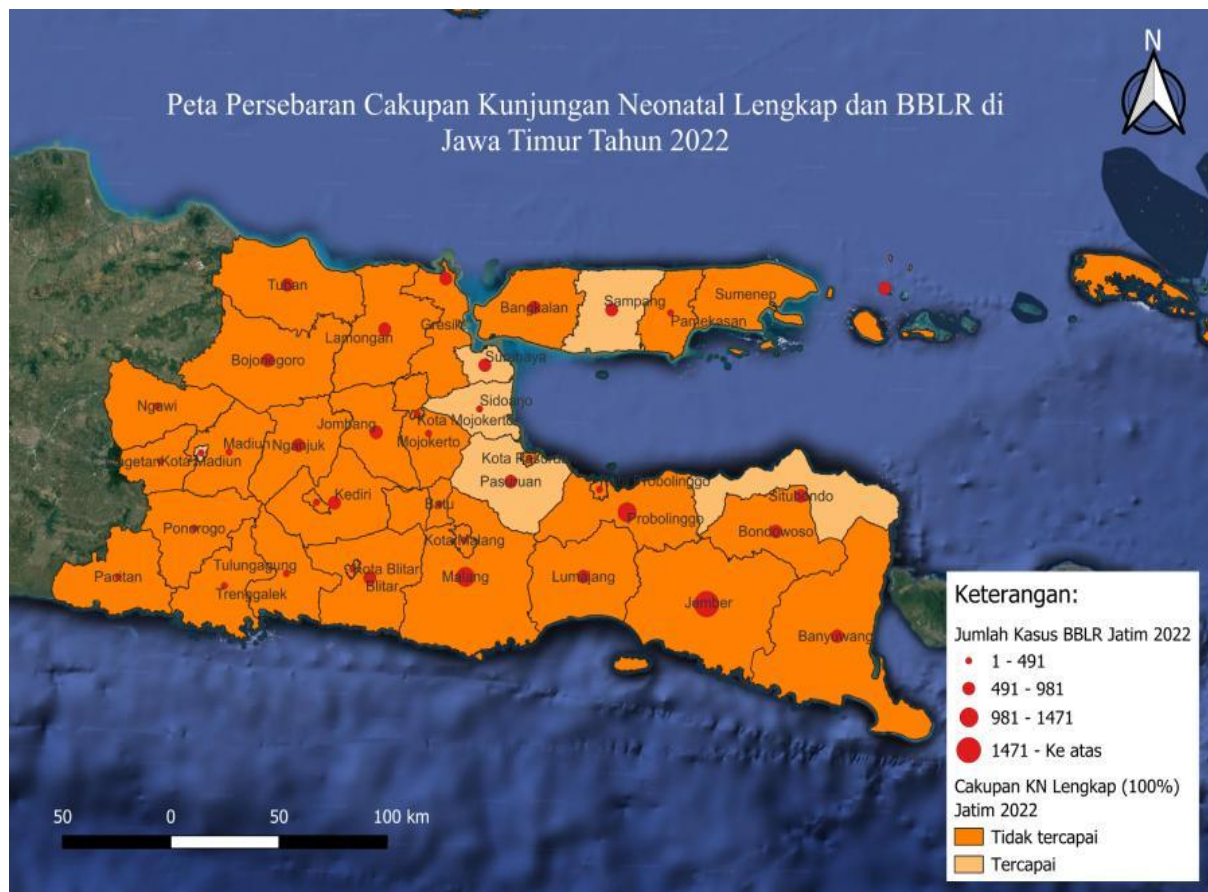 N
Peta Persebaran Cakupan Kunjungan Neonatal Lengkap dan BBLR di
Jawa Timur Tahun 2022
Tuban
Bangkalan
Sampang
Sumenep
Pamekasan
Lamongan
Gresik
Bojonegoro
Surabaya
Ngawi
Sidoarjo
Jombang
Kota Mojokerto
Mojokerto
Madiun
Nganjuk
Kota Madiun
Kota Pasuruan
Pasuruan
Probolinggo
Kediri
Batu
Situbondo
Probolinggo
Bondowoso
Ponorogo
Kota Malang
Pacitan
Tulungagung
Kota Blitar
Blitar
Malang
Lumajang
Trenggalek
Jember
Banyuwangi
Keterangan:
Jumlah Kasus BBLR Jatim 2022
1 - 491
491 - 981
981 - 1471
1471 - Ke atas
Cakupan KN Lengkap (100%)
Jatim 2022
Tidak tercapai
Tercapai
50 0 50 100 km